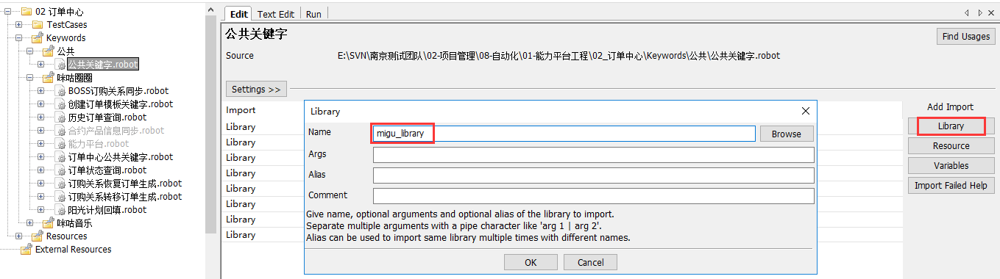 02 订单中心
TestCases
Keywords
公共
公共关键字.robot
咪咕圈圈
BOSS订购关系同步.robot
创建订单模板关键字.robot
历史订单查询.robot
合约产品信息同步.robot
能力平台.robot
订单中心公共关键字.robot
订单状态查询.robot
订购关系恢复订单生成.robot
订购关系转移订单生成.robot
阳光计划回填.robot
咪咕音乐
Resources
External Resources
Edit Text Edit Run
公共关键字
Find Usages
Source E:\SVN\南京测试团队\02-项目管理\08-自动化\01-能力平台工程\02_订单中心\Keywords\公共\公共关键字.robot
Settings >>
Import
Library
Library
Library
Library
Library
Library
Library
Library
Library
Name migu_library Browse
Args
Alias
Comment
Give name, optional arguments and optional alias of the library to import.
Separate multiple arguments with a pipe character like 'arg 1 | arg 2'.
Alias can be used to import same library multiple times with different names.
OK Cancel
Add Import
Library
Resource
Variables
Import Failed Help